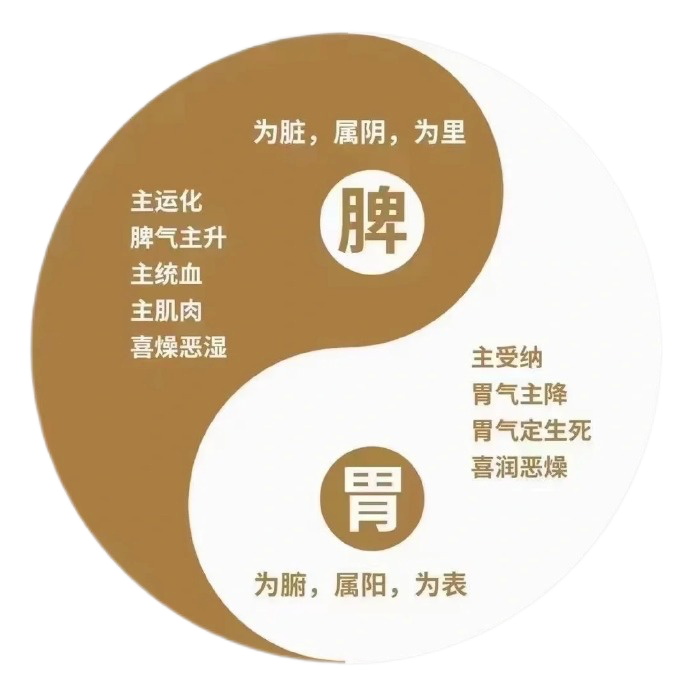 为脏，属阴，为里
脾
主运化
脾气主升
主统血
主肌肉
喜燥恶湿
主受纳
胃气主降
胃气定生死
喜润恶燥
胃
为腑，属阳，为表